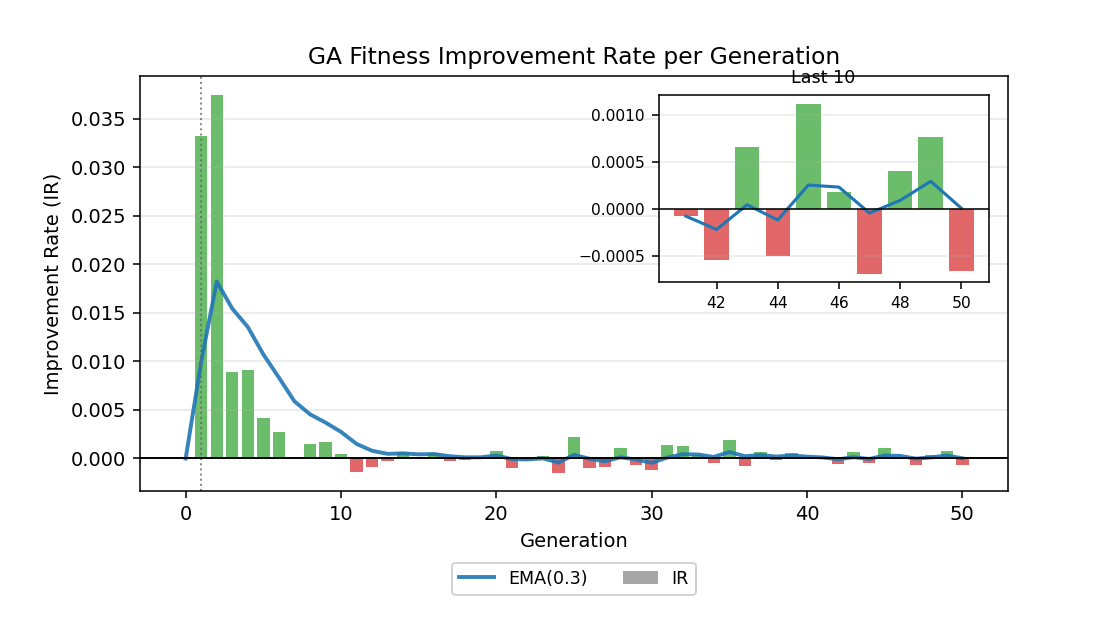 GA Fitness Improvement Rate per Generation
Last 10
0.0010
0.0005
0.0000
−0.0005
42 44 46 48 50
Improvement Rate (IR)
0.035
0.030
0.025
0.020
0.015
0.010
0.005
0.000
0 10 20 30 40 50
Generation
EMA(0.3) IR